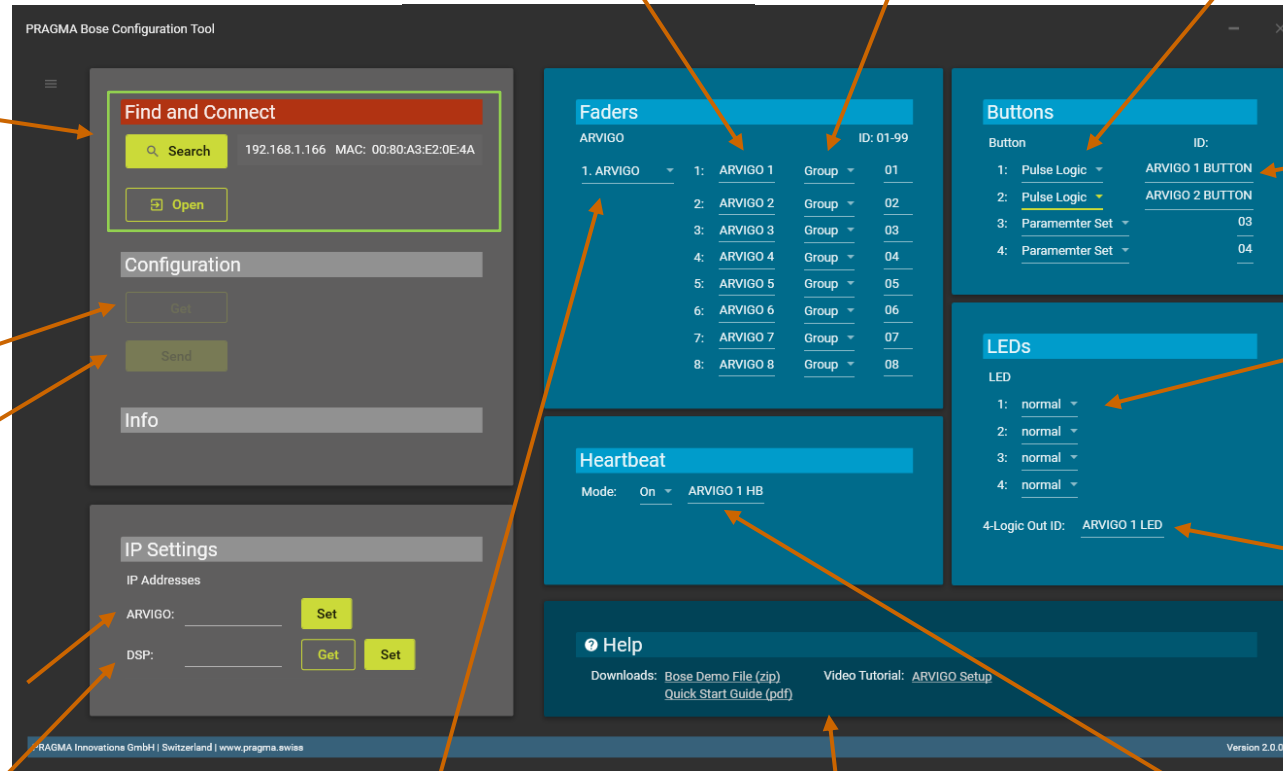 PRAGMA Bose Configuration Tool
Find and Connect
Search 192.168.1.166 MAC: 00:80:A3:E2:0E:4A
Open
Configuration
Get
Send
Info
IP Settings
IP Addresses
ARVIGO: Set
DSP: Get Set
Faders
ARVIGO ID: 01-99
1. ARVIGO 1: ARVIGO 1 Group 01
2: ARVIGO 2 Group 02
3: ARVIGO 3 Group 03
4: ARVIGO 4 Group 04
5: ARVIGO 5 Group 05
6: ARVIGO 6 Group 06
7: ARVIGO 7 Group 07
8: ARVIGO 8 Group 08
Heartbeat
Mode: On ARVIGO 1 HB
Buttons
Button ID:
1: Pulse Logic ARVIGO 1 BUTTON
2: Pulse Logic ARVIGO 2 BUTTON
3: Paramemter Set 03
4: Paramemter Set 04
LEDs
LED
1: normal
2: normal
3: normal
4: normal
4-Logic Out ID: ARVIGO 1 LED
? Help
Downloads: Bose Demo File (zip) Video Tutorial: ARVIGO Setup
Quick Start Guide (pdf)
PRAGMA Innovations GmbH | Switzerland | www.pragma.swiss Version 2.0.0